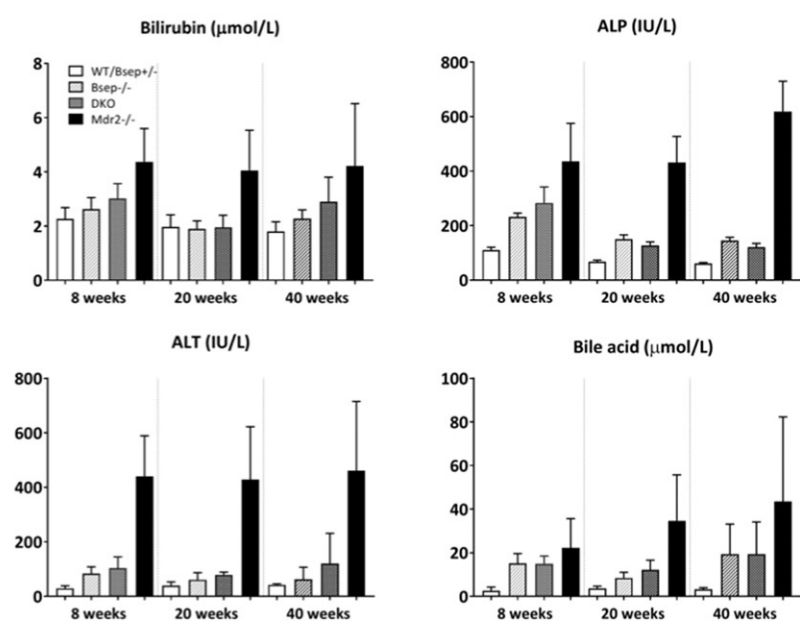 Bilirubin (μmol/L)
8
6
4
2
0
WT/Bsep+/-
Bsep-/-
DKO
Mdr2-/-
8 weeks
20 weeks
40 weeks
ALP (IU/L)
800
600
400
200
0
8 weeks
20 weeks
40 weeks
ALT (IU/L)
800
600
400
200
0
8 weeks
20 weeks
40 weeks
Bile acid (μmol/L)
100
80
60
40
20
0
8 weeks
20 weeks
40 weeks